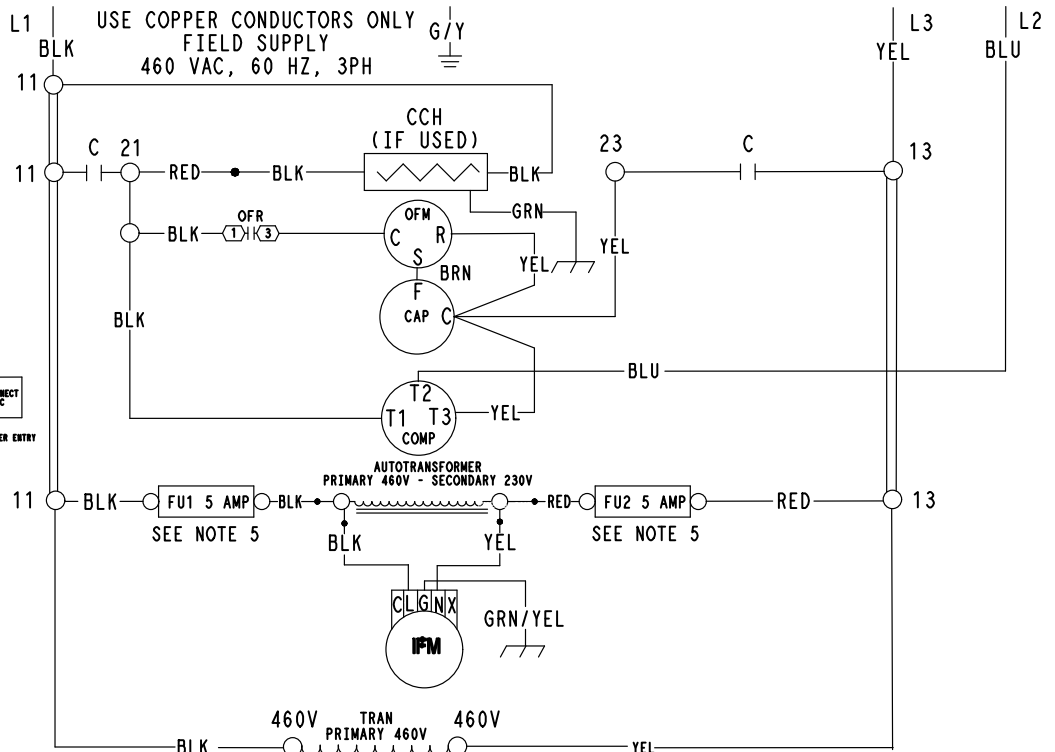 L1
USE COPPER CONDUCTORS ONLY
FIELD SUPPLY
460 VAC, 60 HZ, 3PH
G/Y
L3
L2
BLK
YEL
BLU
11
CCH
(IF USED)
C
21
23
C
13
11
RED
BLK
BLK
GRN
OFR
OFM
BLK
1
3
C
R
S
YEL
YEL
BRN
F
CAP
C
BLK
BLU
T2
T1
T3
COMP
YEL
NECT
C
ER ENTRY
AUTOTRANSFORMER
PRIMARY 460V - SECONDARY 230V
11
BLK
FU1 5 AMP
BLK
RED
FU2 5 AMP
RED
13
SEE NOTE 5
SEE NOTE 5
BLK
YEL
C L G N X
GRN/YEL
IFM
460V
TRAN
460V
PRIMARY 460V
BLK
YEL